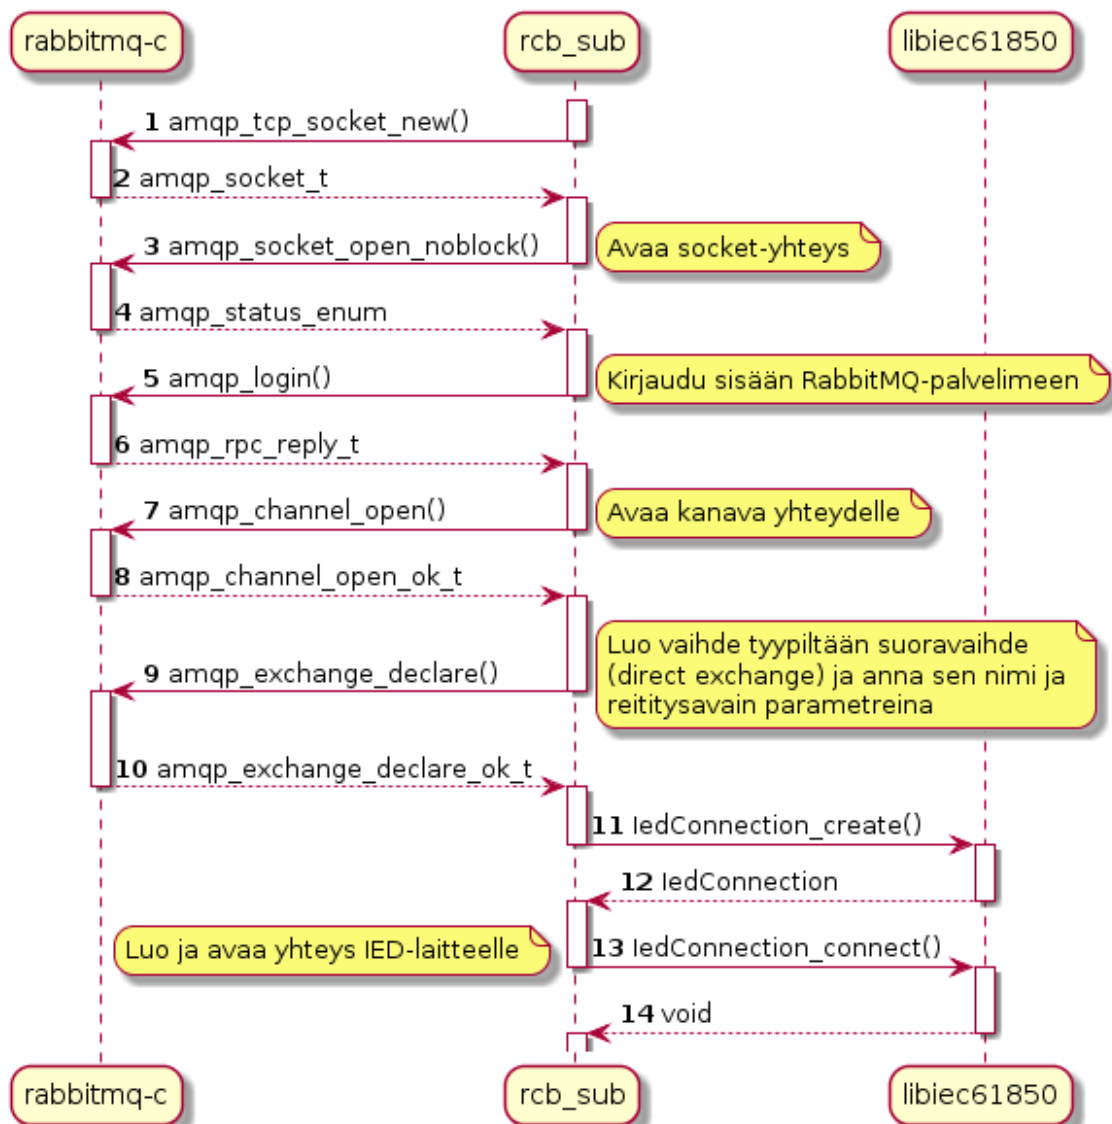 rabbitmq-c
rcb_sub
libiec61850
1 amqp_tcp_socket_new()
2 amqp_socket_t
3 amqp_socket_open_noblock()
Avaa socket-yhteys
4 amqp_status_enum
5 amqp_login()
Kirjaudu sisään RabbitMQ-palvelimeen
6 amqp_rpc_reply_t
7 amqp_channel_open()
Avaa kanava yhteydelle
8 amqp_channel_open_ok_t
9 amqp_exchange_declare()
Luo vaihde tyypiltään suoravaihde
(direct exchange) ja anna sen nimi ja
reititysavain parametreina
10 amqp_exchange_declare_ok_t
11 IedConnection_create()
12 IedConnection
Luo ja avaa yhteys IED-laitteelle
13 IedConnection_connect()
14 void
rabbitmq-c
rcb_sub
libiec61850